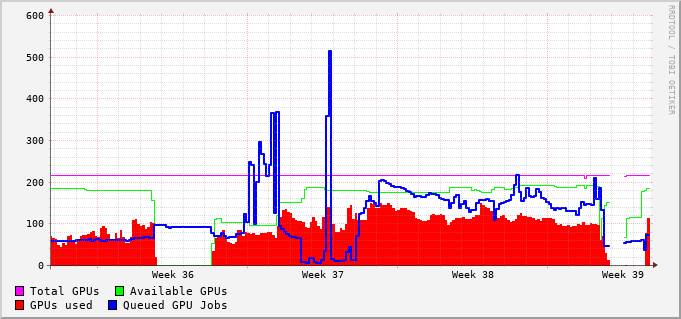 600
500
400
300
200
100
0
Week 36 Week 37 Week 38 Week 39
Total GPUs Available GPUs
GPUs used Queued GPU Jobs
RRDTOOL / TOBI OETIKER